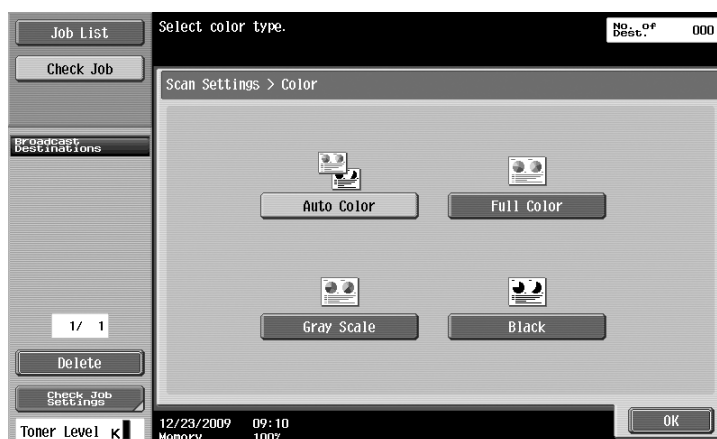 Job List
Check Job
Broadcast
Destinations
1/ 1
Delete
Check Job
Settings
Toner Level K
Select color type.
No. of
Dest. 000
Scan Settings > Color
Auto Color
Full Color
Gray Scale
Black
12/23/2009 09:10
Memory 100%
OK